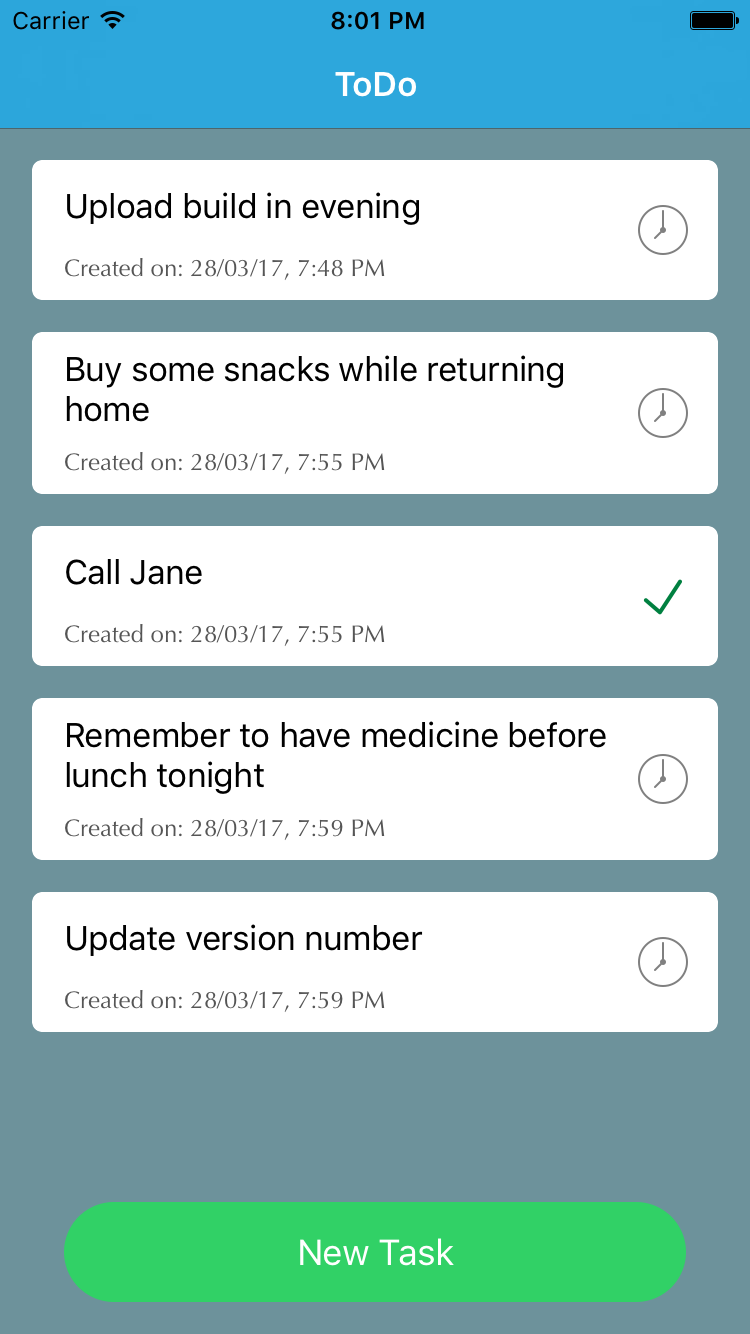 Carrier 8:01 PM
ToDo
Upload build in evening
Created on: 28/03/17, 7:48 PM
Buy some snacks while returning
home
Created on: 28/03/17, 7:55 PM
Call Jane
Created on: 28/03/17, 7:55 PM
Remember to have medicine before
lunch tonight
Created on: 28/03/17, 7:59 PM
Update version number
Created on: 28/03/17, 7:59 PM
New Task